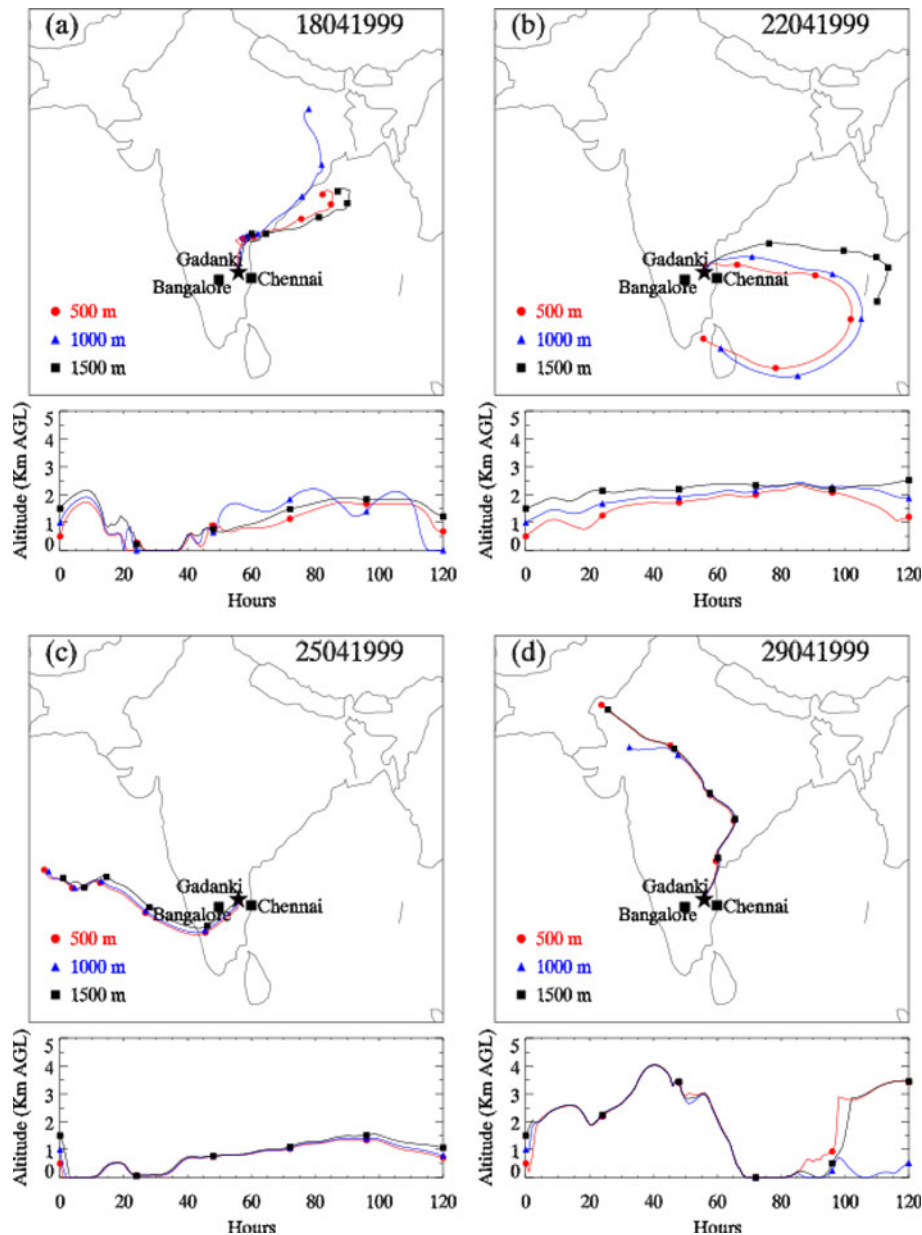 (a) 18041999
Gadanki
Bangalore Chennai
500 m
1000 m
1500 m
Altitude (Km AGL)
5
4
3
2
1
0
0 20 40 60 80 100 120
Hours
(b) 22041999
Gadanki
Bangalore Chennai
500 m
1000 m
1500 m
Altitude (Km AGL)
5
4
3
2
1
0
0 20 40 60 80 100 120
Hours
(c) 25041999
Gadanki
Bangalore Chennai
500 m
1000 m
1500 m
Altitude (Km AGL)
5
4
3
2
1
0
0 20 40 60 80 100 120
Hours
(d) 29041999
Gadanki
Bangalore Chennai
500 m
1000 m
1500 m
Altitude (Km AGL)
5
4
3
2
1
0
0 20 40 60 80 100 120
Hours